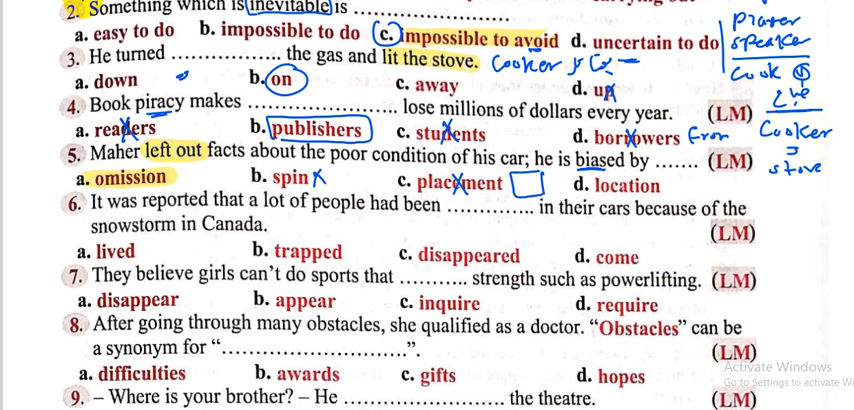 2. Something which is inevitable is ........................
a. easy to do b. impossible to do c. impossible to avoid d. uncertain to do
prayer
speaker
3. He turned ................. the gas and lit the stove. Cooker
cook
a. down b. on c. away d. up
4. Book piracy makes ........................ lose millions of dollars every year. (LM)
a. readers b. publishers c. students d. borrowers from
Cooker
stove
5. Maher left out facts about the poor condition of his car; he is biased by ....... (LM)
a. omission b. spin c. placement d. location
6. It was reported that a lot of people had been ............. in their cars because of the
snowstorm in Canada. (LM)
a. lived b. trapped c. disappeared d. come
7. They believe girls can't do sports that ........... strength such as powerlifting. (LM)
a. disappear b. appear c. inquire d. require
8. After going through many obstacles, she qualified as a doctor. “Obstacles” can be
a synonym for “.............................”. (LM)
a. difficulties b. awards c. gifts d. hopes
Activate Windows
Go to Settings to activate Wi
9. – Where is your brother? – He ........................ the theatre. (LM)